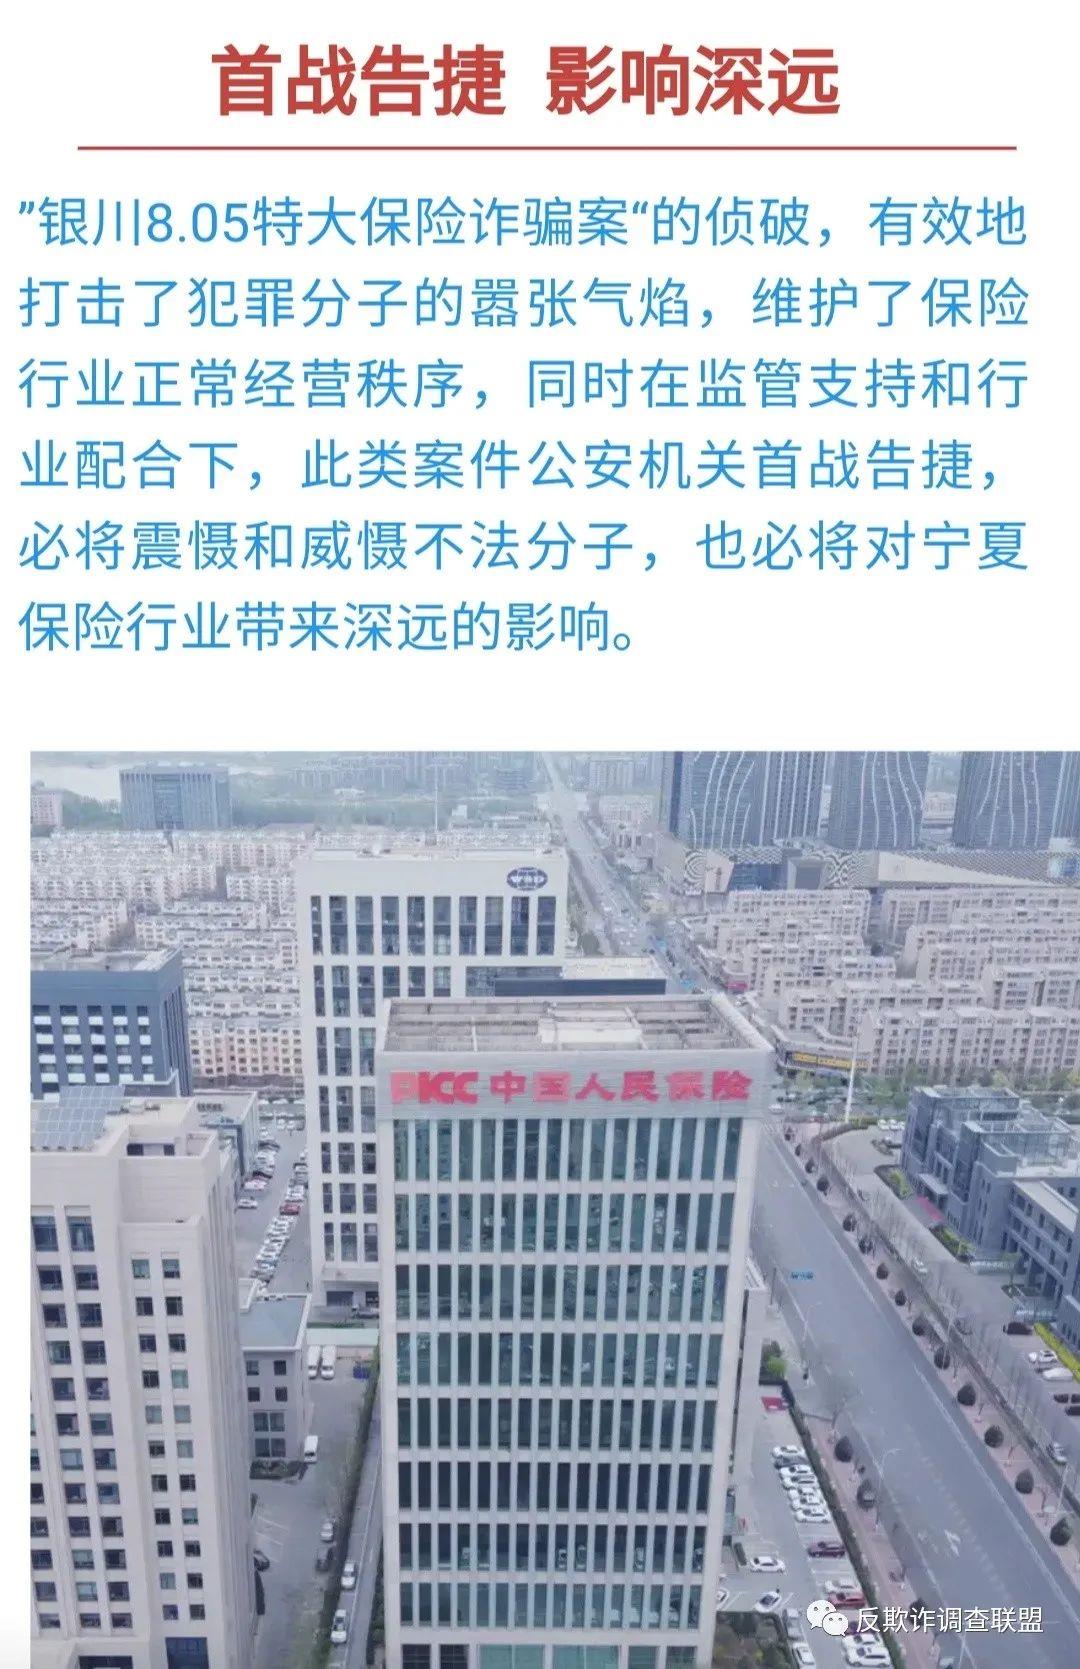 首战告捷 影响深远
”银川8.05特大保险诈骗案“的侦破，有效地
打击了犯罪分子的嚣张气焰，维护了保险
行业正常经营秩序，同时在监管支持和行
业配合下，此类案件公安机关首战告捷，
必将震慑和威慑不法分子，也必将对宁夏
保险行业带来深远的影响。
PICC 中国人民保险
反欺诈调查联盟